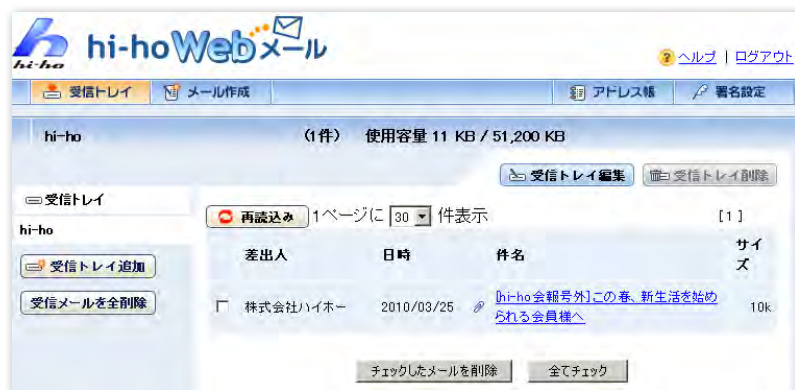 hi-ho hi-hoWebメール
ヘルプ | ログアウト
受信トレイ メール作成 アドレス帳 署名設定
hi-ho (1件) 使用容量 11 KB / 51,200 KB
受信トレイ編集 受信トレイ削除
受信トレイ
再読込み 1ページに 30 件表示 [1]
hi-ho
差出人 日時 件名 サイズ
受信トレイ追加
受信メールを全削除
株式会社ハイホー 2010/03/25 [hi-ho会報号外]この春、新生活を始め
られる会員様へ 10k
チェックしたメールを削除 全てチェック